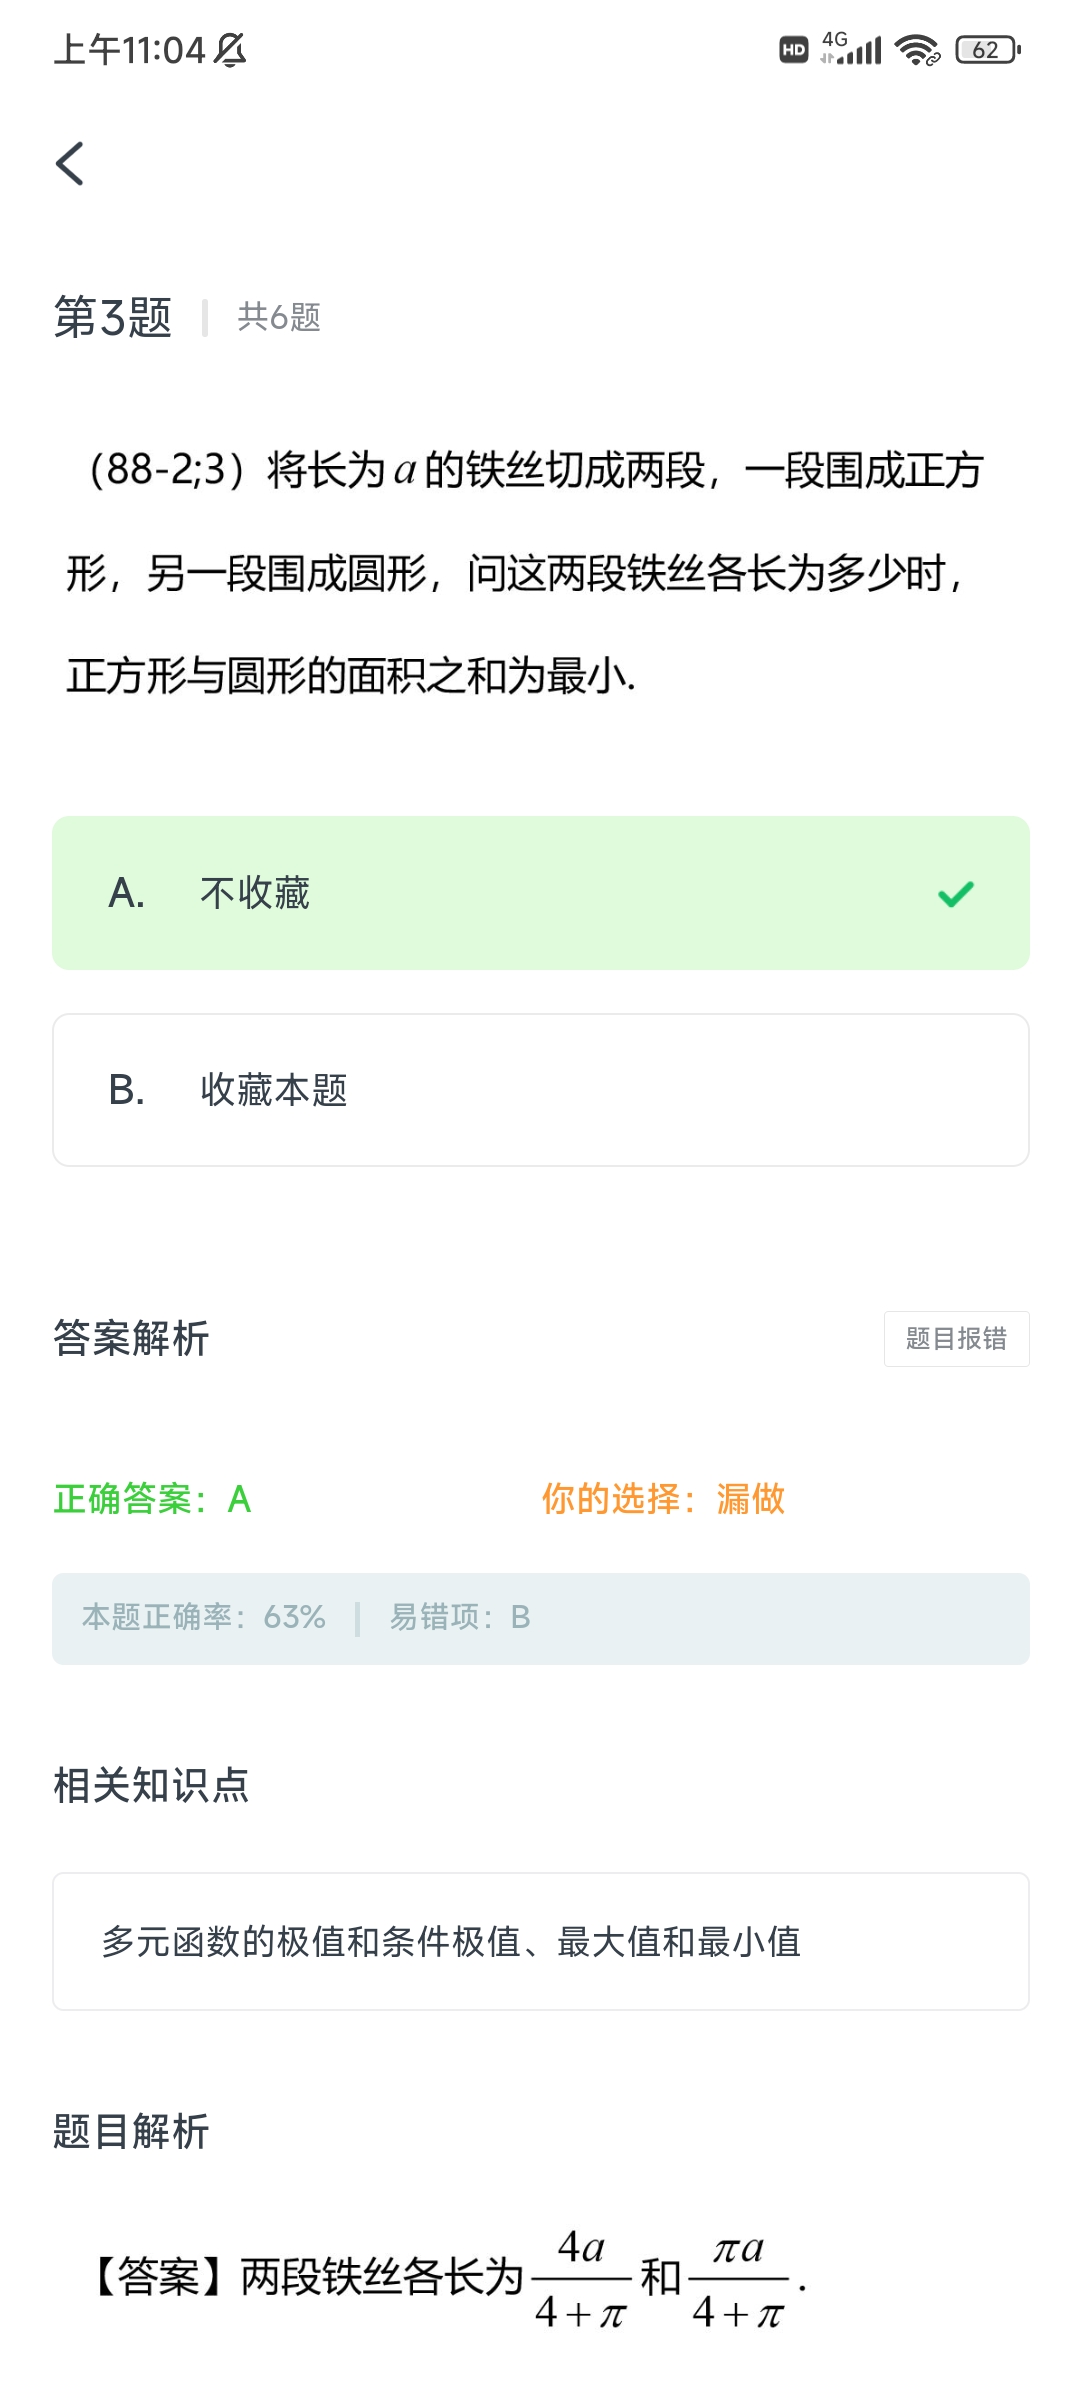 上午11:04 HD 4G 62
第3题 共6题
（88-2;3）将长为 a 的铁丝切成两段，一段围成正方
形，另一段围成圆形，问这两段铁丝各长为多少时，
正方形与圆形的面积之和为最小.
A. 不收藏
B. 收藏本题
答案解析 题目报错
正确答案：A 你的选择：漏做
本题正确率：63% 易错项：B
相关知识点
多元函数的极值和条件极值、最大值和最小值
题目解析
【答案】两段铁丝各长为 4a/(4+π) 和 πa/(4+π) .